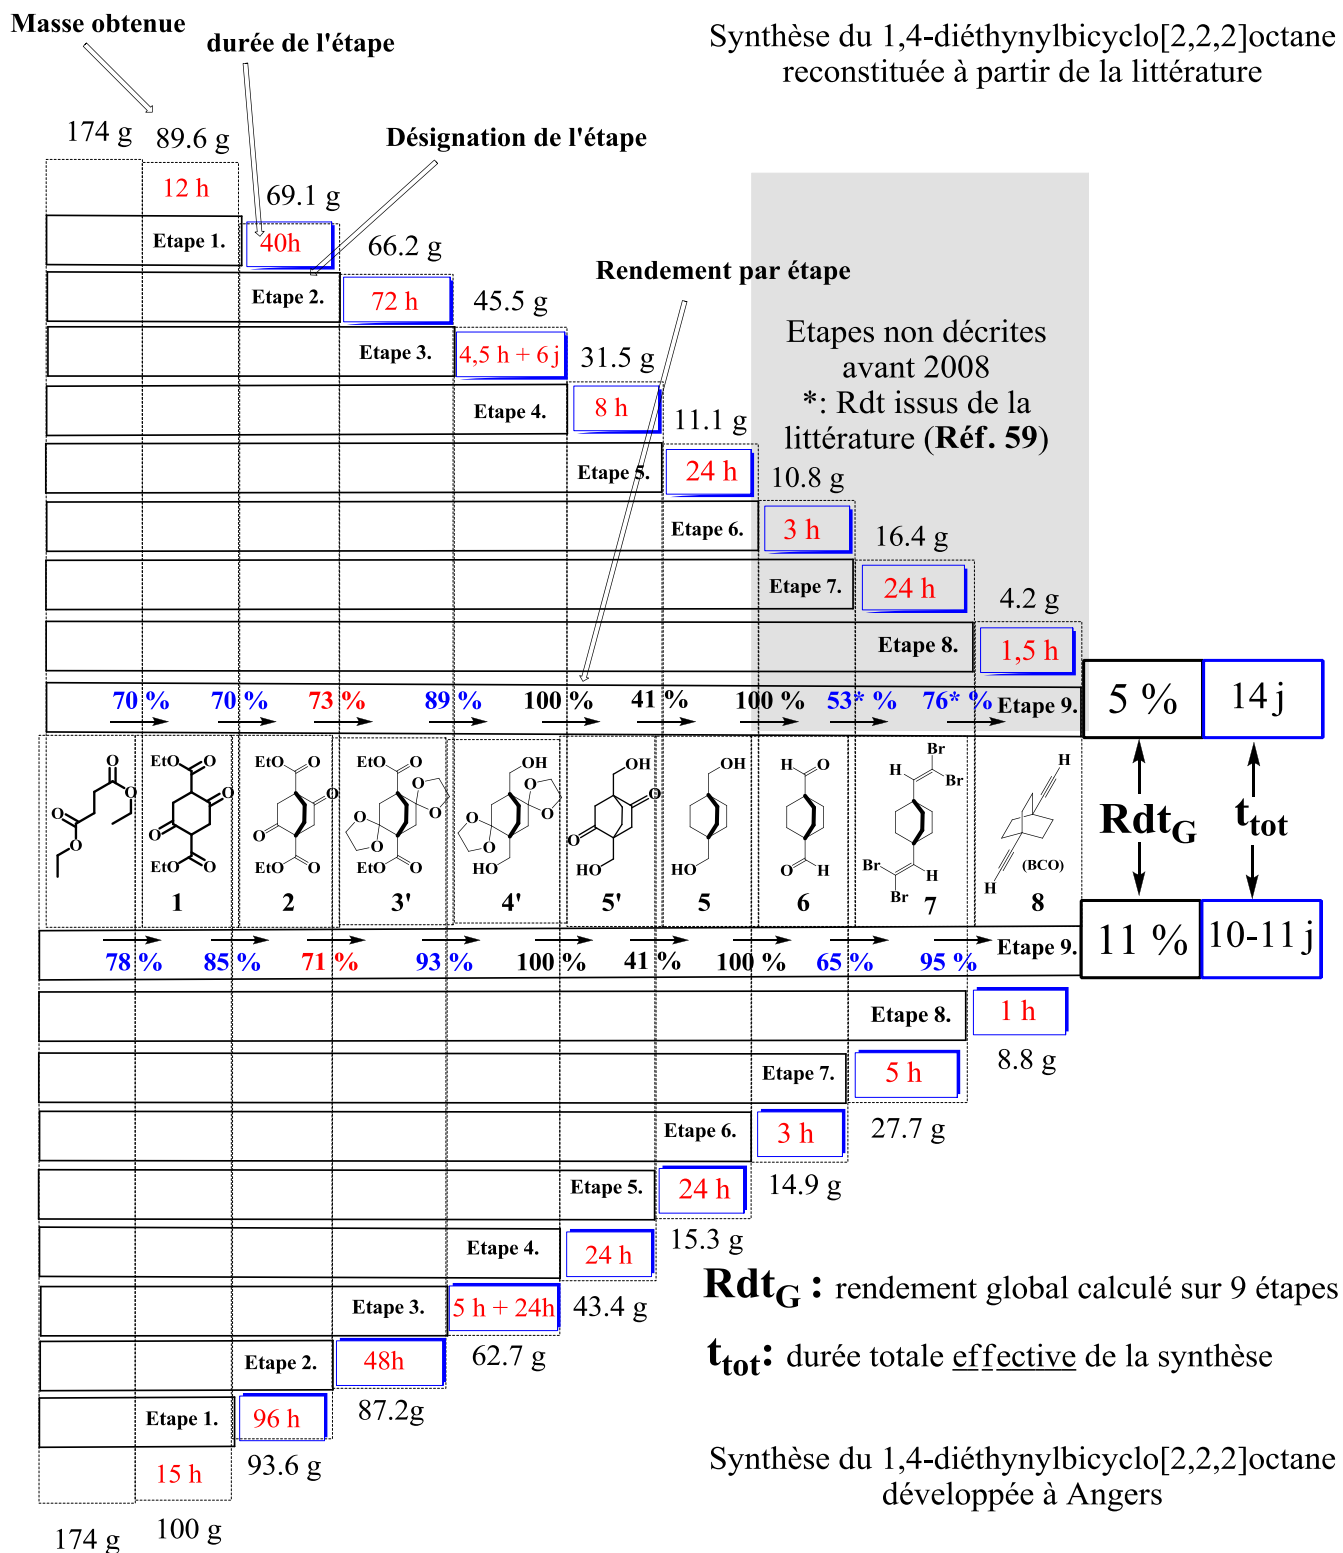 Masse obtenue
durée de l'étape
Synthèse du 1,4-diéthynylbicyclo[2,2,2]octane
reconstituée à partir de la littérature
174 g
89.6 g
Désignation de l'étape
12 h
69.1 g
Etape 1.
40h
66.2 g
Rendement par étape
Etape 2.
72 h
45.5 g
Etapes non décrites
avant 2008
*: Rdt issus de la
littérature (Réf. 59)
Etape 3.
4,5 h + 6 j
31.5 g
Etape 4.
8 h
11.1 g
Etape 5.
24 h
10.8 g
Etape 6.
3 h
16.4 g
Etape 7.
24 h
4.2 g
Etape 8.
1,5 h
70 % 70 % 73 % 89 % 100 % 41 % 100 % 53* % 76* % Etape 9.
5 % 14 j
O O O O
EtO O O O EtO O
EtO O O O EtO O
EtO O O O O O EtO O
OH O O O O HO
OH O O HO
OH HO
H O O H
Br H Br Br H Br
H H (BCO)
1 2 3' 4' 5' 5 6 7 8
RdtG ttot
78 % 85 % 71 % 93 % 100 % 41 % 100 % 65 % 95 % Etape 9.
11 % 10-11 j
Etape 8.
1 h
8.8 g
Etape 7.
5 h
27.7 g
Etape 6.
3 h
14.9 g
Etape 5.
24 h
15.3 g
Etape 4.
24 h
43.4 g
RdtG : rendement global calculé sur 9 étapes
Etape 3.
5 h + 24h
62.7 g
ttot: durée totale effective de la synthèse
Etape 2.
48h
87.2g
Etape 1.
96 h
93.6 g
15 h
100 g
174 g
Synthèse du 1,4-diéthynylbicyclo[2,2,2]octane
développée à Angers